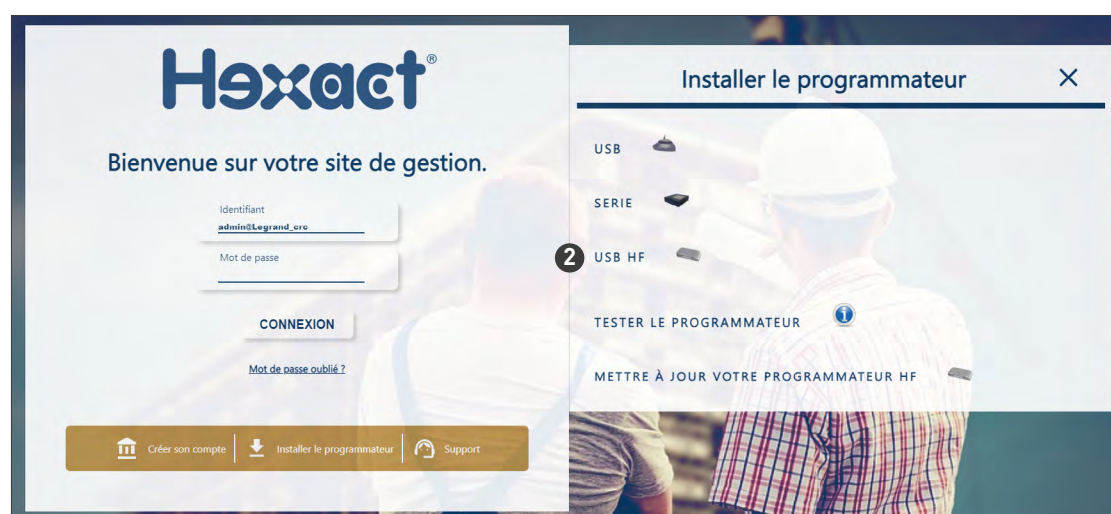 Hexact®
Bienvenue sur votre site de gestion.
Identifiant
admin@Legrand_crc
Mot de passe
CONNEXION
Mot de passe oublié ?
Créer son compte
Installer le programmateur
Support
Installer le programmateur
USB
SERIE
2 USB HF
TESTER LE PROGRAMMATEUR
METTRE À JOUR VOTRE PROGRAMMATEUR HF